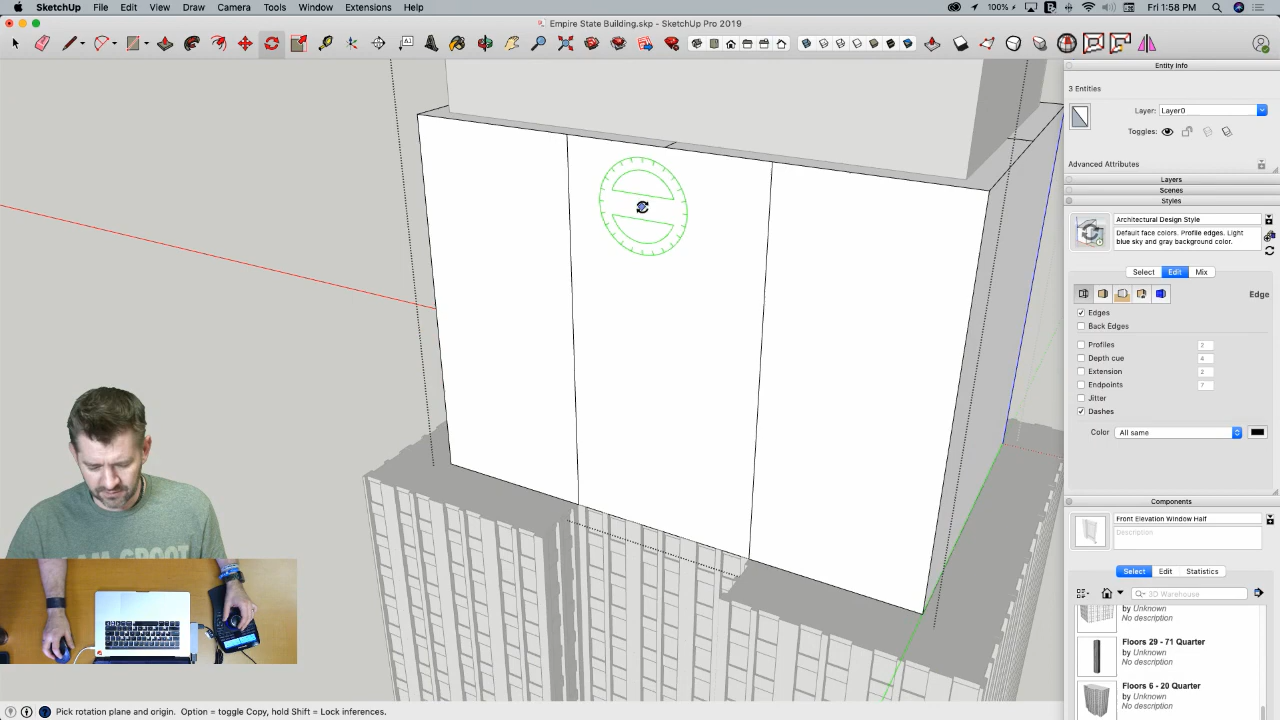 SketchUp File Edit View Draw Camera Tools Window Extensions Help 100% Fri 1:58 PM
Empire State Building.skp - SketchUp Pro 2019
Entity Info
3 Entities
Layer: Layer0
Toggles:
Advanced Attributes
Layers
Scenes
Styles
Architectural Design Style
Default face colors. Profile edges. Light
blue sky and gray background color.
Select Edit Mix
Edge
Edges
Back Edges
Profiles 2
Depth cue 4
Extension 2
Endpoints 7
Jitter
Dashes
Color All same
Components
Front Elevation Window Half
Description
Select Edit Statistics
3D Warehouse
by Unknown
No description
Floors 29 - 71 Quarter
by Unknown
No description
Floors 6 - 20 Quarter
by Unknown
No description
Pick rotation plane and origin. Option = toggle Copy, hold Shift = Lock inferences.